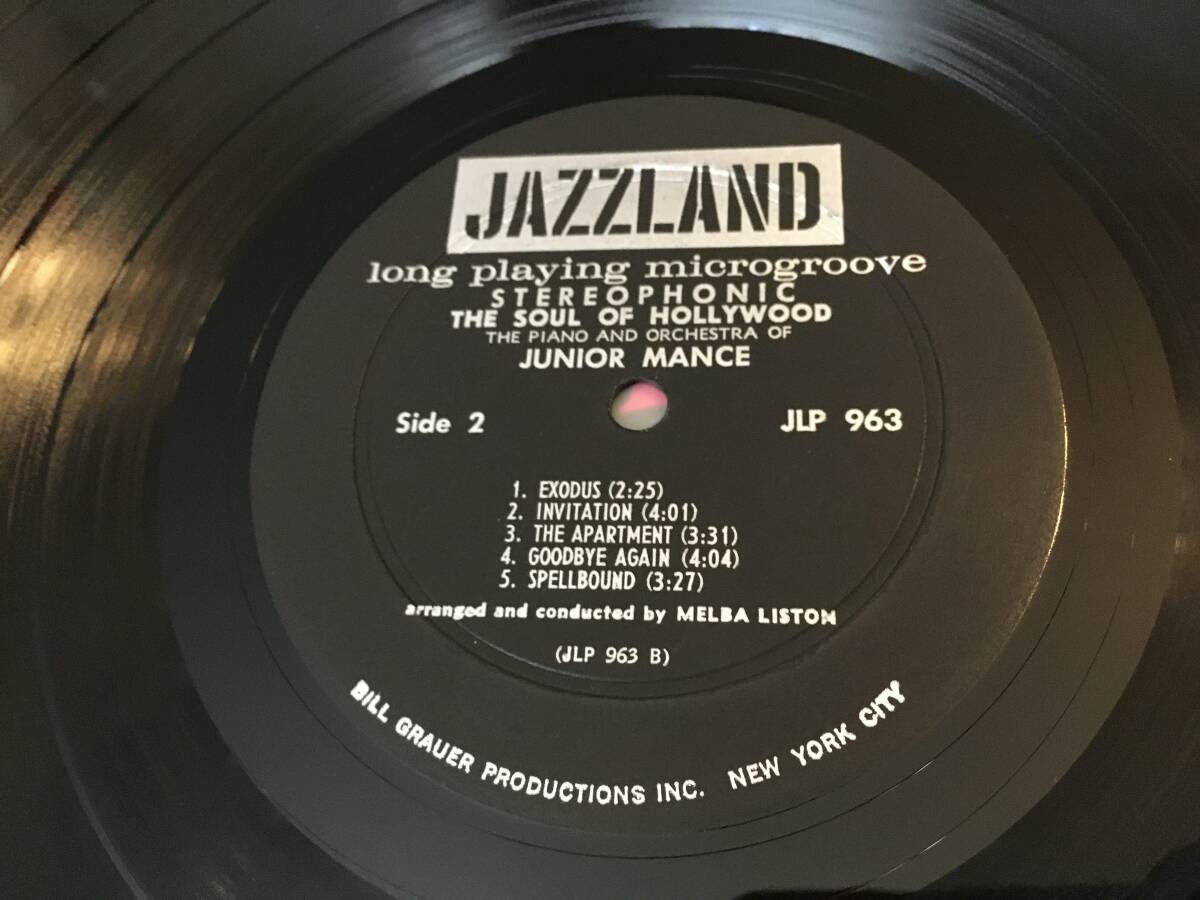 JAZZLAND
long playing microgroove
STEREOPHONIC
THE SOUL OF HOLLYWOOD
THE PIANO AND ORCHESTRA OF
JUNIOR MANCE
Side 2
JLP 963
1. EXODUS (2:25)
2. INVITATION (4:01)
3. THE APARTMENT (3:31)
4. GOODBYE AGAIN (4:04)
5. SPELLBOUND (3:27)
arranged and conducted by MELBA LISTON
(JLP 963 B)
BILL GRAUER PRODUCTIONS INC. NEW YORK CITY